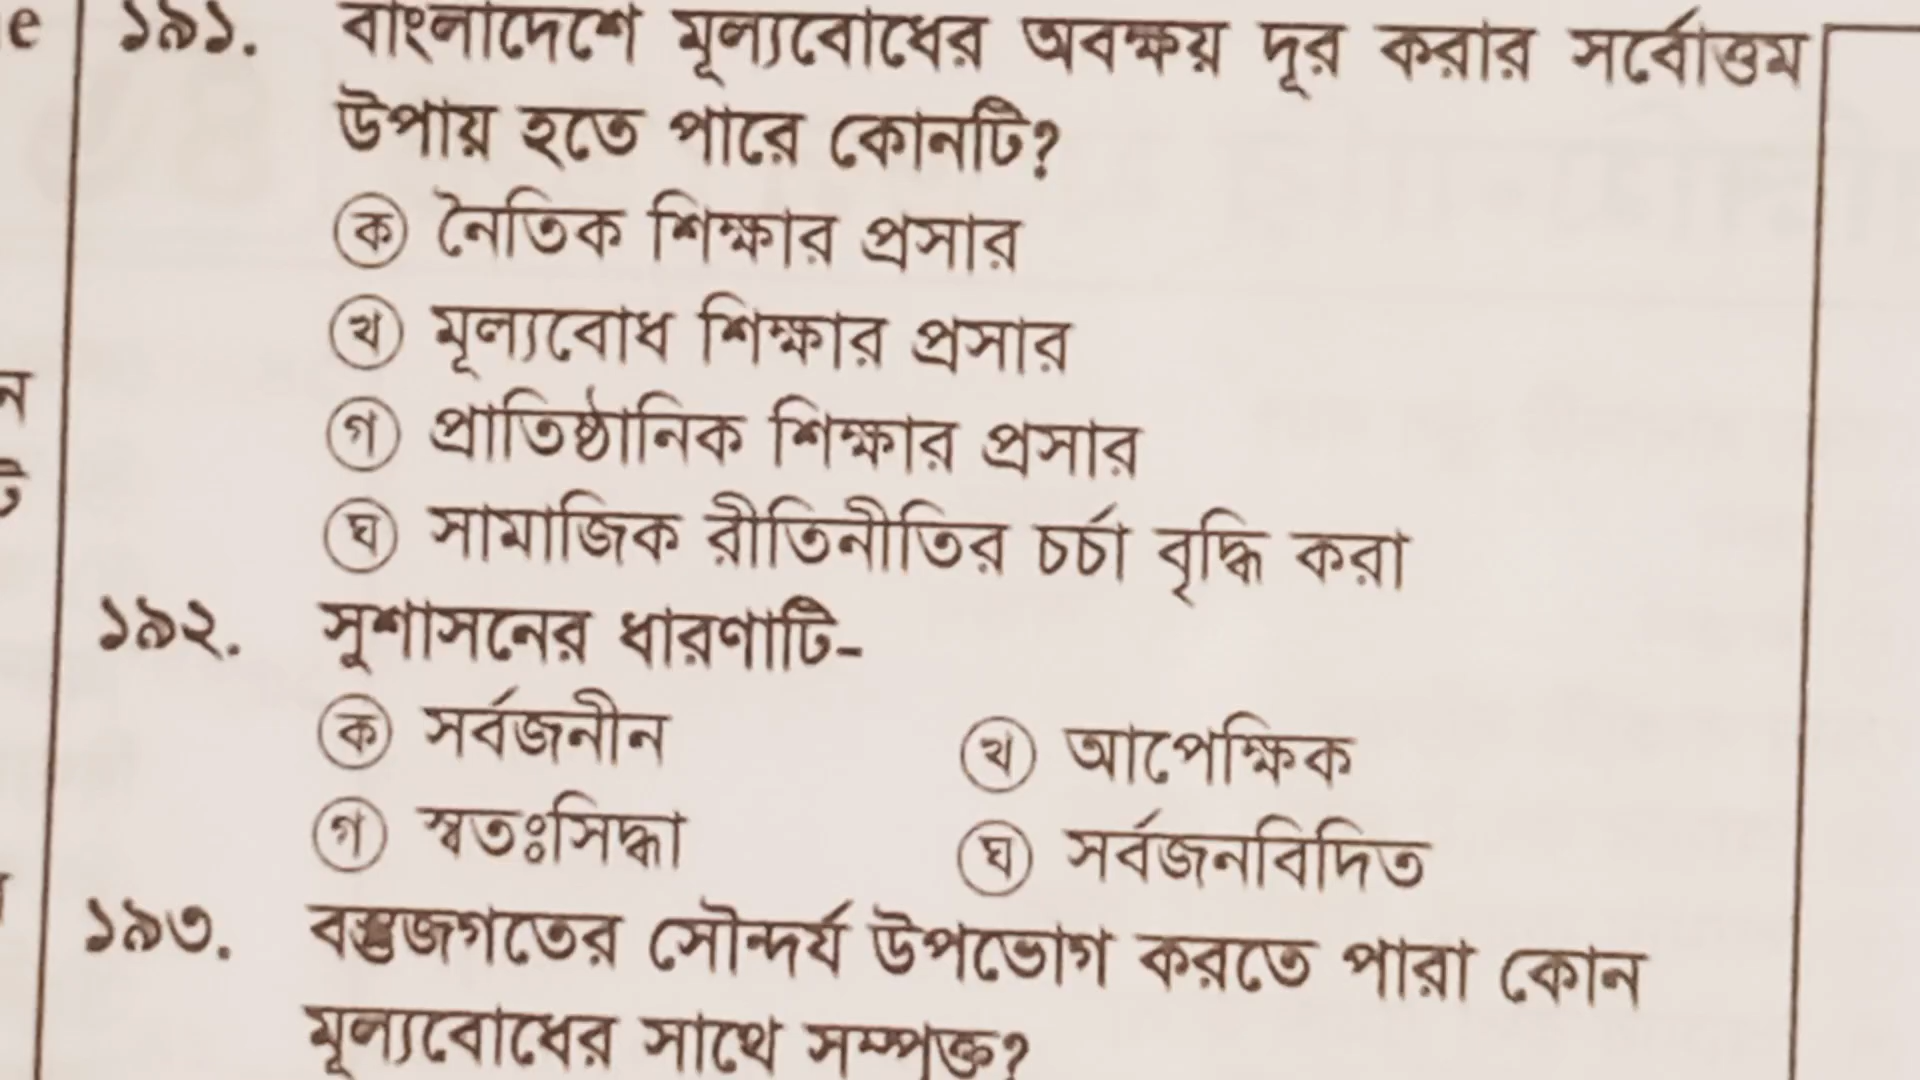 ১৯১. বাংলাদেশে মূল্যবোধের অবক্ষয় দূর করার সর্বোত্তম
উপায় হতে পারে কোনটি?
ক নৈতিক শিক্ষার প্রসার
খ মূল্যবোধ শিক্ষার প্রসার
গ প্রাতিষ্ঠানিক শিক্ষার প্রসার
ঘ সামাজিক রীতিনীতির চর্চা বৃদ্ধি করা
১৯২. সুশাসনের ধারণাটি-
ক সর্বজনীন খ আপেক্ষিক
গ স্বতঃসিদ্ধা ঘ সর্বজনবিদিত
১৯৩. বস্তুজগতের সৌন্দর্য উপভোগ করতে পারা কোন
মূল্যবোধের সাথে সম্পৃক্ত?